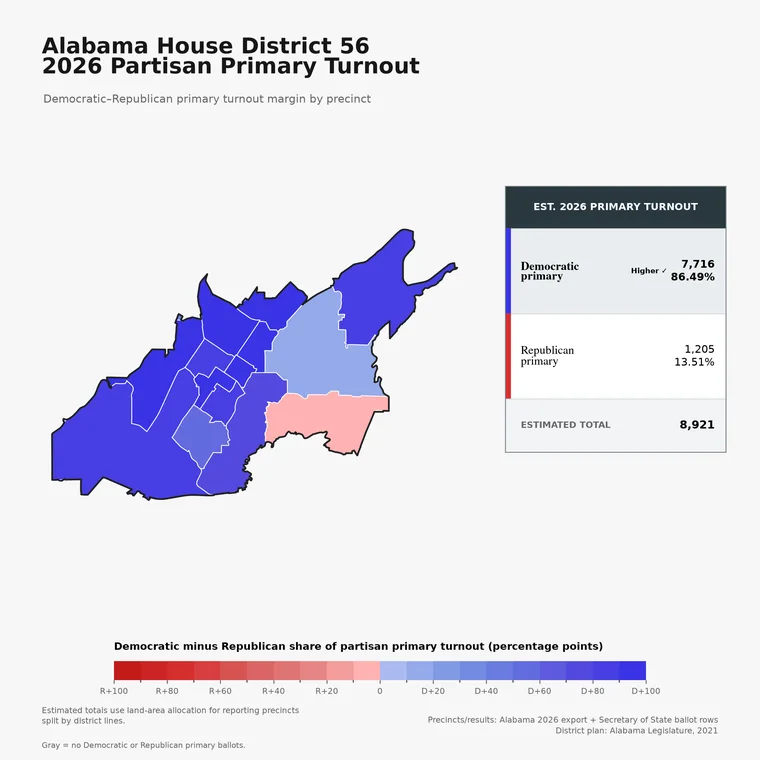 Alabama House District 56
2026 Partisan Primary Turnout
Democratic–Republican primary turnout margin by precinct
EST. 2026 PRIMARY TURNOUT
Democratic
primary
Higher ✓
7,716
86.49%
Republican
primary
1,205
13.51%
ESTIMATED TOTAL
8,921
Democratic minus Republican share of partisan primary turnout (percentage points)
R+100 R+80 R+60 R+40 R+20 0 D+20 D+40 D+60 D+80 D+100
Estimated totals use land-area allocation for reporting precincts
split by district lines.
Gray = no Democratic or Republican primary ballots.
Precincts/results: Alabama 2026 export + Secretary of State ballot rows
District plan: Alabama Legislature, 2021